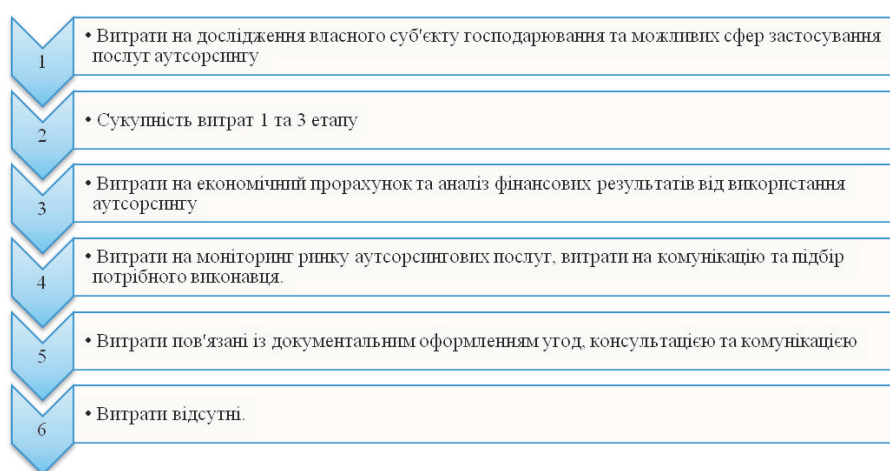 1
• Витрати на дослідження власного суб'єкту господарювання та можливих сфер застосування
послуг аутсорсингу
2
• Сукупність витрат 1 та 3 етапу
3
• Витрати на економічний прорахунок та аналіз фінансових результатів від використання
аутсорсингу
4
• Витрати на моніторинг ринку аутсорсингових послуг, витрати на комунікацію та підбір
потрібного виконавця.
5
• Витрати пов'язані із документальним оформленням угод, консультацією та комунікацією
6
• Витрати відсутні.